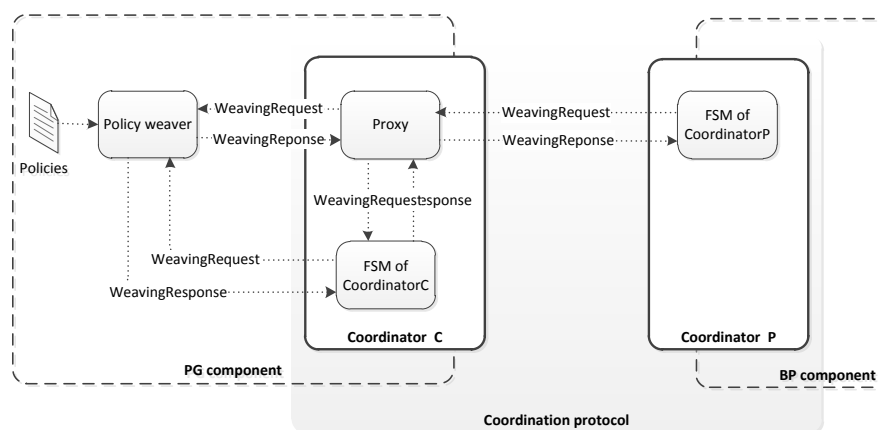 WeavingRequest
WeavingRequest
FSM of
CoordinatorP
Policy weaver
Proxy
WeavingReponse
WeavingReponse
Policies
WeavingRequest
sponse
WeavingRequest
FSM of
CoordinatorC
WeavingResponse
Coordinator C
Coordinator P
PG component
BP component
Coordination protocol